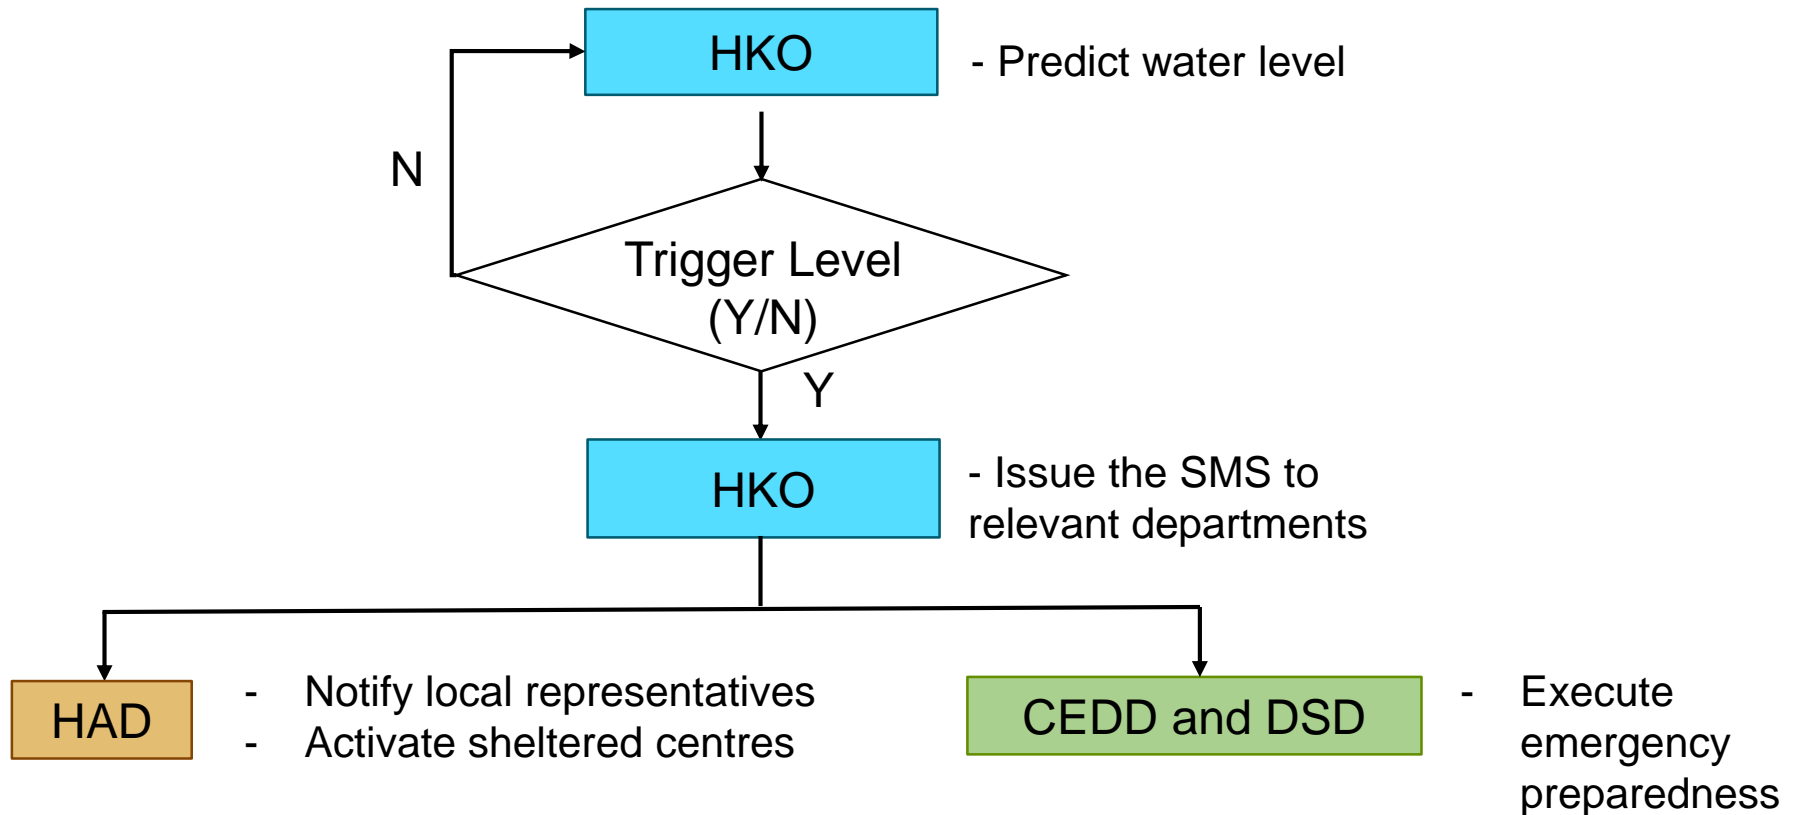 HKO
- Predict water level
N
Trigger Level
(Y/N)
Y
HKO
- Issue the SMS to
relevant departments
HAD
- Notify local representatives
- Activate sheltered centres
CEDD and DSD
- Execute
emergency
preparedness